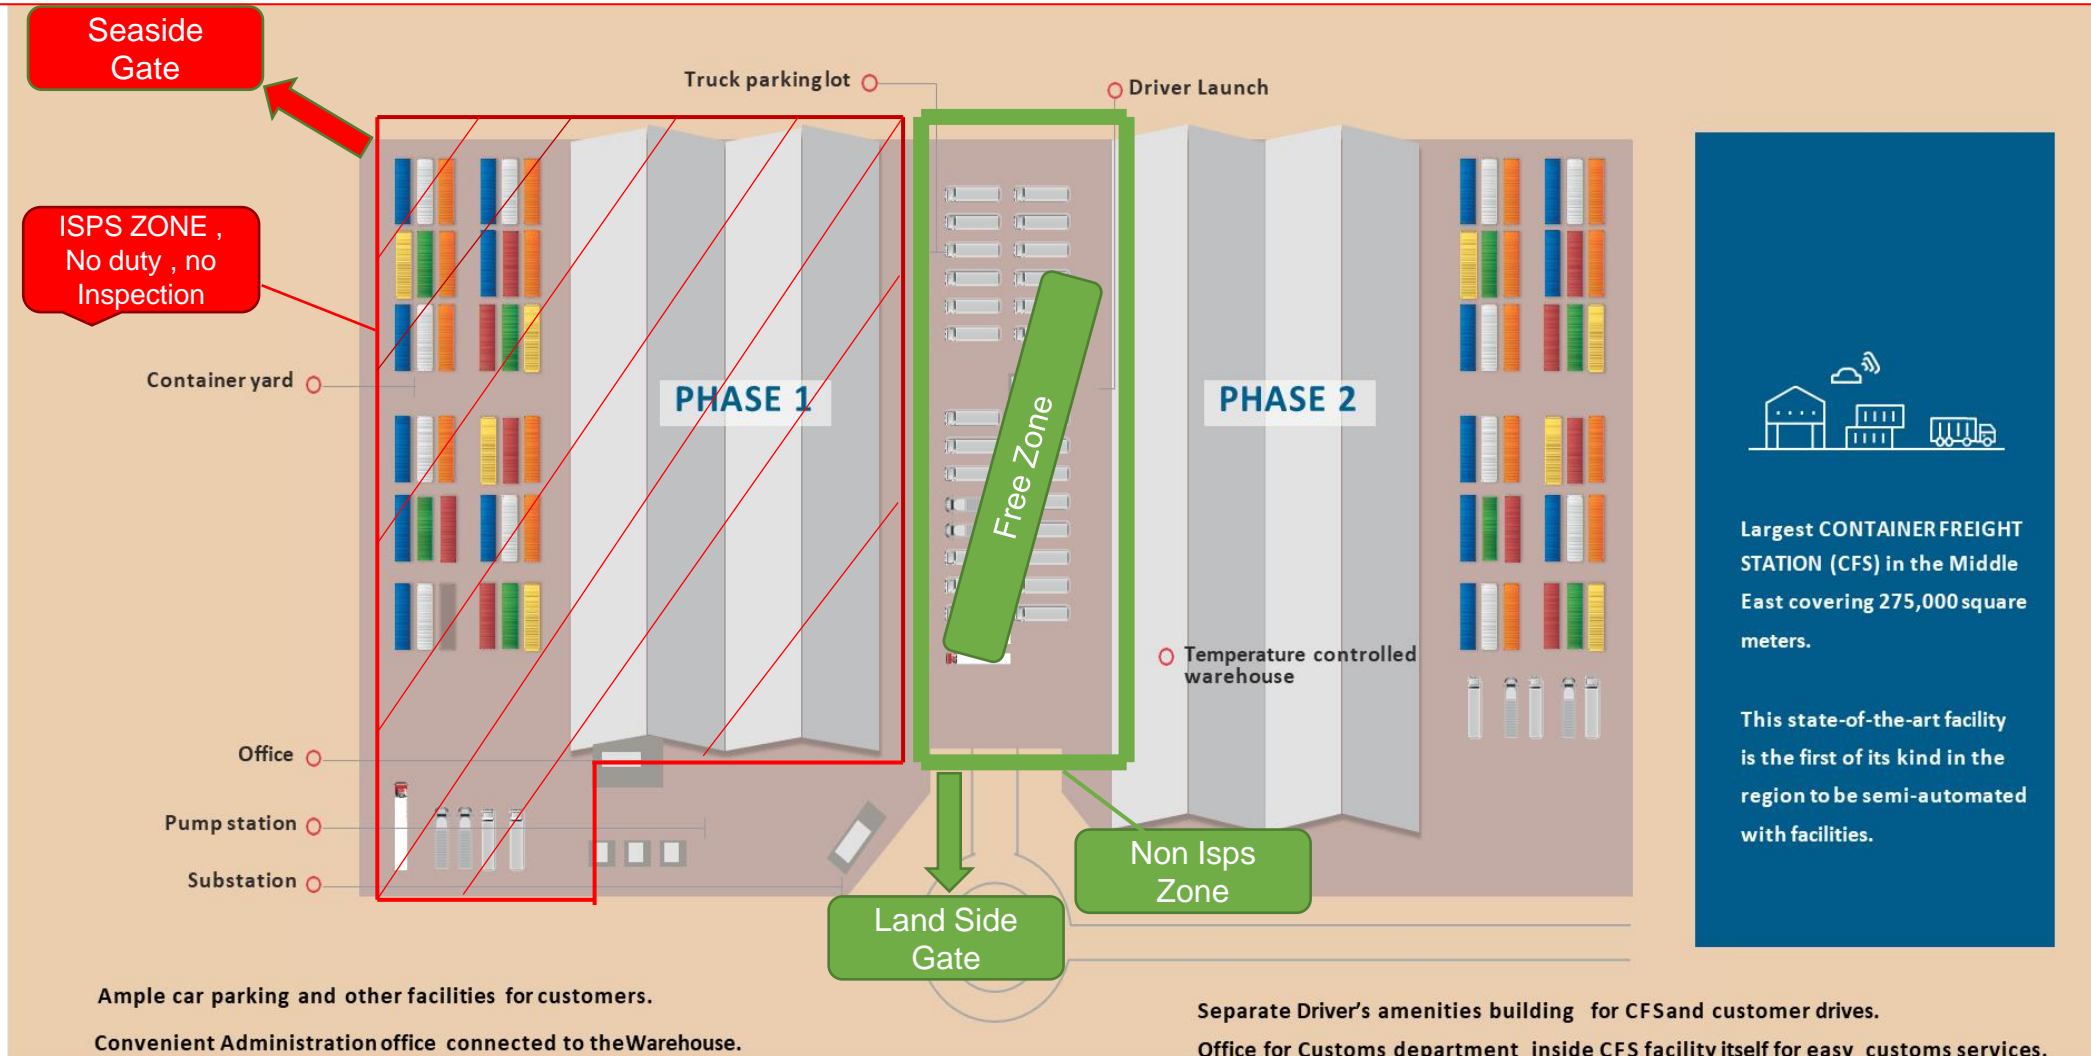 Seaside
Gate
Truck parking lot
Driver Launch
ISPS ZONE ,
No duty , no
Inspection
Container yard
PHASE 1
PHASE 2
Free Zone
Largest CONTAINER FREIGHT
STATION (CFS) in the Middle
East covering 275,000 square
meters.
This state-of-the-art facility
is the first of its kind in the
region to be semi-automated
with facilities.
Temperature controlled
warehouse
Office
Pump station
Substation
Non Isps
Zone
Land Side
Gate
Ample car parking and other facilities for customers.
Convenient Administration office connected to the Warehouse.
Separate Driver's amenities building for CFS and customer drives.
Office for Customs department inside CFS facility itself for easy customs services.